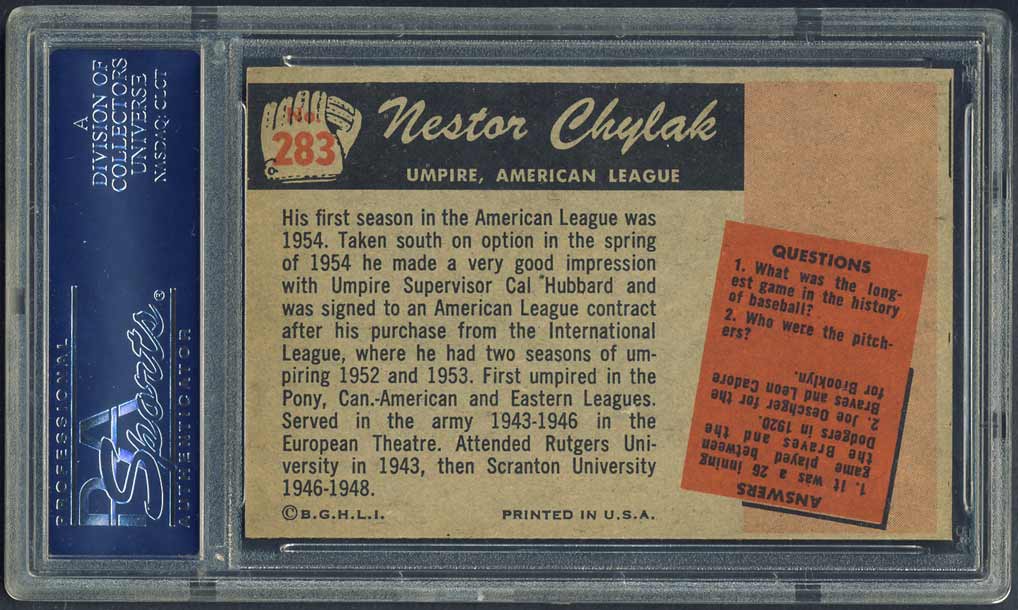 A
DIVISION OF
COLLECTORS
UNIVERSE
NASDAQ: CLCT
PROFESSIONAL
PSA
Sports®
AUTHENTICATOR
No.
283
Nestor Chylak
UMPIRE, AMERICAN LEAGUE
His first season in the American League was
1954. Taken south on option in the spring
of 1954 he made a very good impression
with Umpire Supervisor Cal Hubbard and
was signed to an American League contract
after his purchase from the International
League, where he had two seasons of um-
piring 1952 and 1953. First umpired in the
Pony, Can.-American and Eastern Leagues.
Served in the army 1943-1946 in the
European Theatre. Attended Rutgers Uni-
versity in 1943, then Scranton University
1946-1948.
©B.G.H.L.I.
PRINTED IN U.S.A.
QUESTIONS
1. What was the long-
est game in the history
of baseball?
2. Who were the pitch-
ers?
ANSWERS
1. It was a 26 inning
game played between
the Braves and the
Dodgers in 1920.
2. Joe Oeschger for the
Braves and Leon Cadore
for Brooklyn.